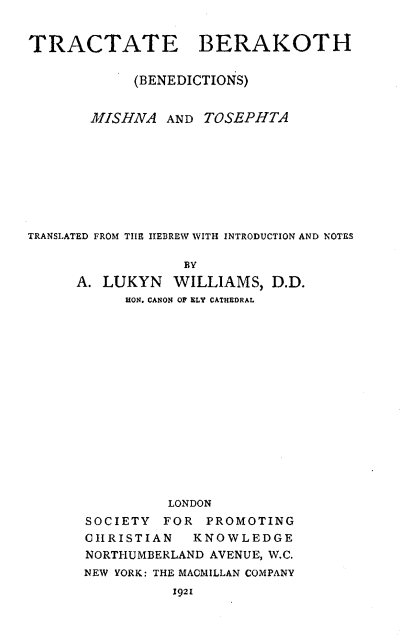 TRACTATE BERAKOTH
(BENEDICTIONS)
MISHNA AND TOSEPHTA
TRANSLATED FROM THE HEBREW WITH INTRODUCTION AND NOTES
BY
A. LUKYN WILLIAMS, D.D.
HON. CANON OF ELY CATHEDRAL
LONDON
SOCIETY FOR PROMOTING
CHRISTIAN KNOWLEDGE
NORTHUMBERLAND AVENUE, W.C.
NEW YORK: THE MACMILLAN COMPANY
1921